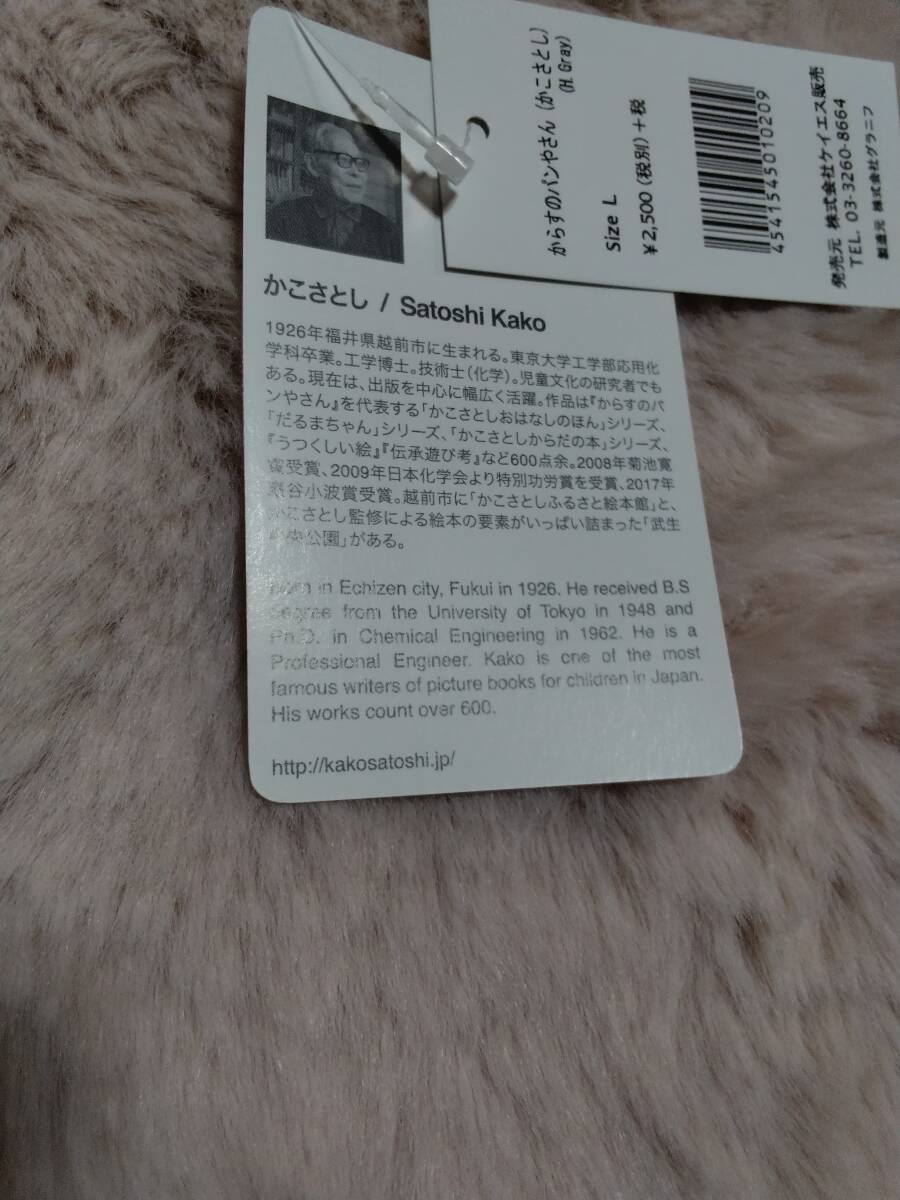 からすのパンやさん (かこさとし)
(H. Gray)
Size L
¥2,500 (税別)+税
4541545010209
発売元 株式会社ケイエス販売
TEL. 03-3260-8664
製造元 株式会社グラニフ
かこさとし / Satoshi Kako
1926年福井県越前市に生まれる。東京大学工学部応用化
学科卒業。工学博士。技術士(化学)。児童文化の研究者でも
ある。現在は、出版を中心に幅広く活躍。作品は『からすのパ
ンやさん』を代表する「かこさとしおはなしのほん」シリーズ、
「だるまちゃん」シリーズ、「かこさとしからだの本」シリーズ、
『うつくしい絵』『伝承遊び考』など600点余。2008年菊池寛
賞受賞、2009年日本化学会より特別功労賞を受賞、2017年
巌谷小波賞受賞。越前市に「かこさとしふるさと絵本館」と、
かこさとし監修による絵本の要素がいっぱい詰まった「武生
中央公園」がある。
Born in Echizen city, Fukui in 1926. He received B.S
degree from the University of Tokyo in 1948 and
Ph.D. in Chemical Engineering in 1962. He is a
Professional Engineer. Kako is one of the most
famous writers of picture books for children in Japan.
His works count over 600.
http://kakosatoshi.jp/